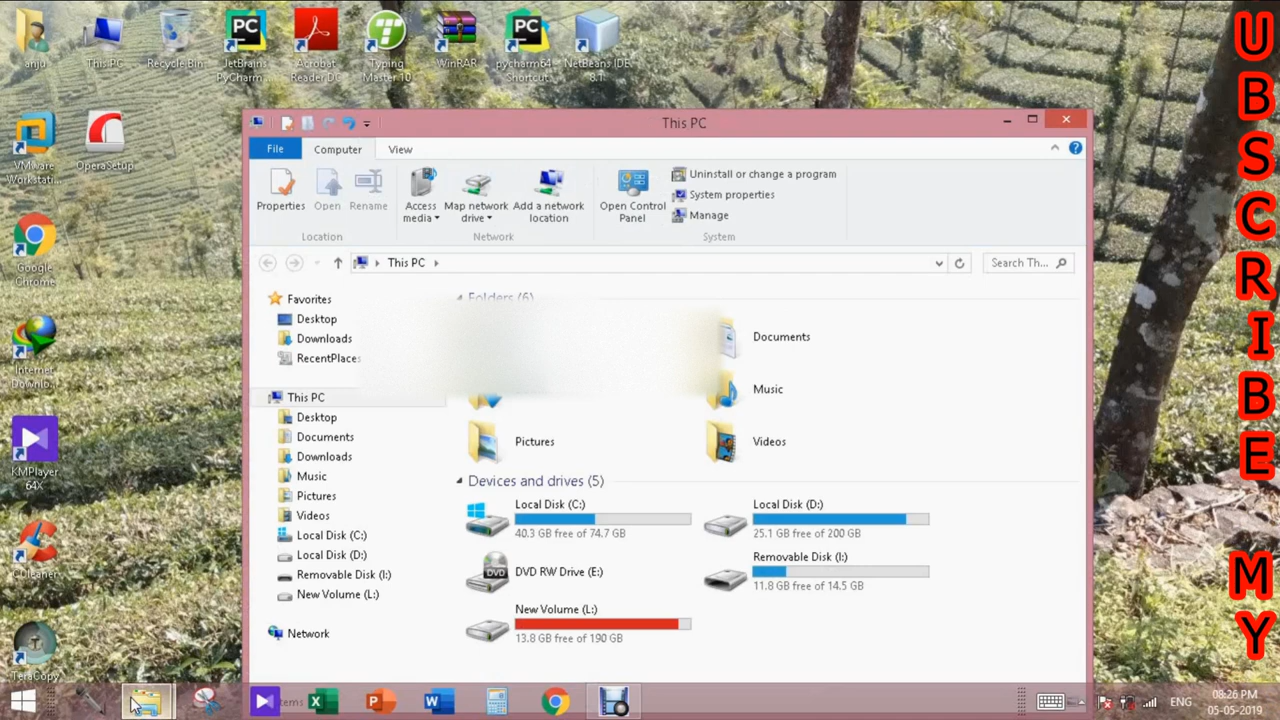 anju
This PC
Recycle Bin
JetBrains
PyCharm...
Acrobat
Reader DC
Typing
Master 10
WinRAR
pycharm64
Shortcut
NetBeans IDE
8.1
VMware
Workstati...
OperaSetup
Google
Chrome
Internet
Downlo...
KMPlayer
64X
CCleaner
TeraCopy
This PC
File
Computer
View
Properties
Open
Rename
Location
Access
media
Map network
drive
Add a network
location
Network
Open Control
Panel
Uninstall or change a program
System properties
Manage
System
This PC
Search Th...
Favorites
Desktop
Downloads
RecentPlaces
This PC
Desktop
Documents
Downloads
Music
Pictures
Videos
Local Disk (C:)
Local Disk (D:)
Removable Disk (I:)
New Volume (L:)
Network
Folders (6)
Documents
Music
Pictures
Videos
Devices and drives (5)
Local Disk (C:)
40.3 GB free of 74.7 GB
Local Disk (D:)
25.1 GB free of 200 GB
DVD RW Drive (E:)
Removable Disk (I:)
11.8 GB free of 14.5 GB
New Volume (L:)
13.8 GB free of 190 GB
ENG
08:26 PM
05-05-2019
UBSCRIBE MY